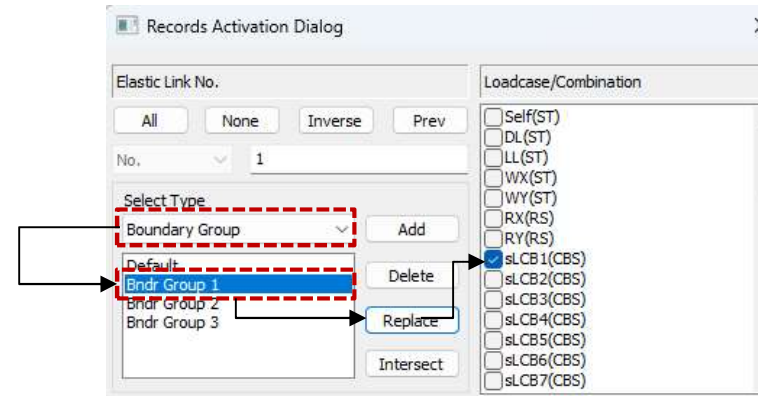 Records Activation Dialog
Elastic Link No.
All None Inverse Prev
No. 1
Select Type
Boundary Group
Add
Default
Bndr Group 1
Bndr Group 2
Bndr Group 3
Delete
Replace
Intersect
Loadcase/Combination
Self(ST)
DL(ST)
LL(ST)
WX(ST)
WY(ST)
RX(RS)
RY(RS)
sLCB1(CBS)
sLCB2(CBS)
sLCB3(CBS)
sLCB4(CBS)
sLCB5(CBS)
sLCB6(CBS)
sLCB7(CBS)